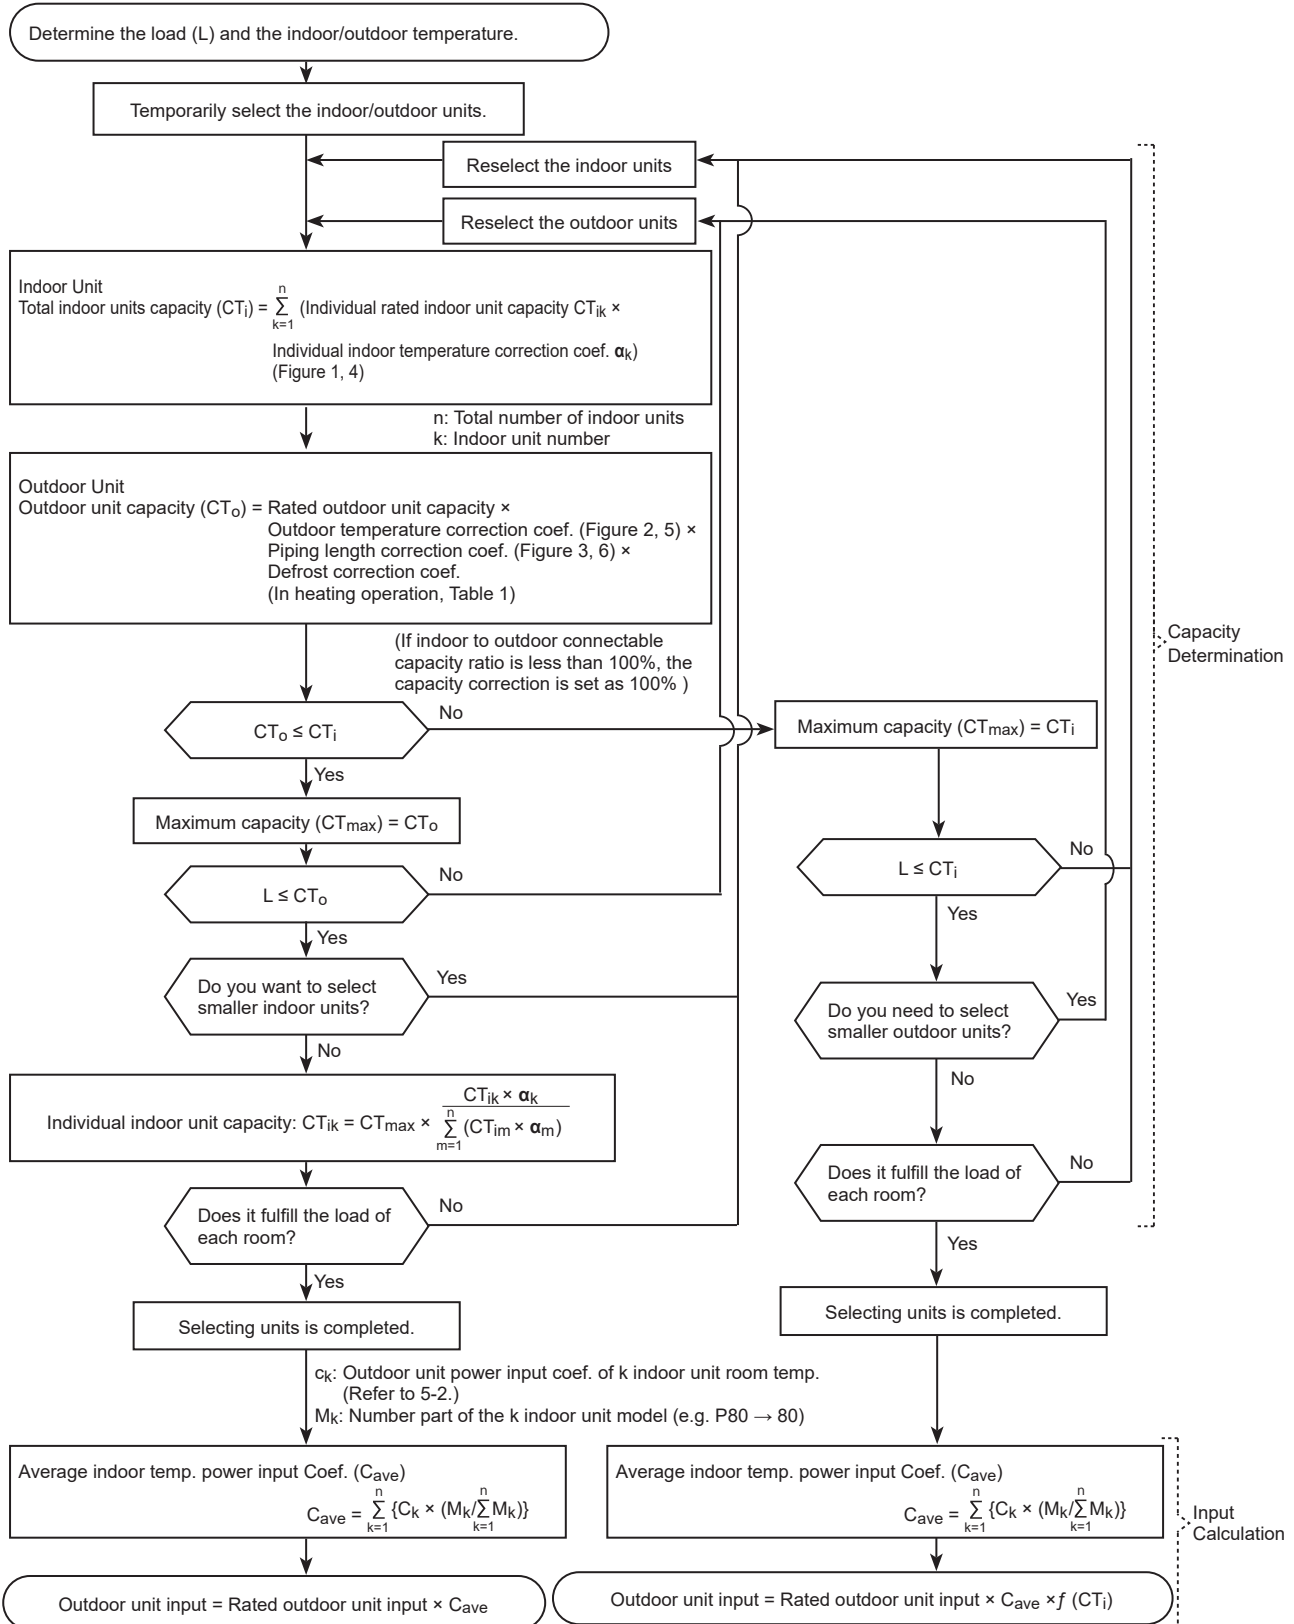 Determine the load (L) and the indoor/outdoor temperature.
Temporarily select the indoor/outdoor units.
Reselect the indoor units
Reselect the outdoor units
Indoor Unit
Total indoor units capacity (CTi) = n∑k=1 (Individual rated indoor unit capacity CTik ×
Individual indoor temperature correction coef. αk)
(Figure 1, 4)
n: Total number of indoor units
k: Indoor unit number
Outdoor Unit
Outdoor unit capacity (CTo) = Rated outdoor unit capacity ×
Outdoor temperature correction coef. (Figure 2, 5) ×
Piping length correction coef. (Figure 3, 6) ×
Defrost correction coef.
(In heating operation, Table 1)
(If indoor to outdoor connectable
capacity ratio is less than 100%, the
capacity correction is set as 100% )
Capacity
Determination
CTo ≤ CTi
No
Yes
Maximum capacity (CTmax) = CTo
L ≤ CTo
No
Yes
Do you want to select
smaller indoor units?
Yes
No
Individual indoor unit capacity: CTik = CTmax × CTik × αk / n∑m=1 (CTim × αm)
Does it fulfill the load of
each room?
No
Yes
Selecting units is completed.
Maximum capacity (CTmax) = CTi
L ≤ CTi
No
Yes
Do you need to select
smaller outdoor units?
Yes
No
Does it fulfill the load of
each room?
No
Yes
Selecting units is completed.
ck: Outdoor unit power input coef. of k indoor unit room temp.
(Refer to 5-2.)
Mk: Number part of the k indoor unit model (e.g. P80 → 80)
Average indoor temp. power input Coef. (Cave)
Cave = n∑k=1 {Ck × (Mk/n∑k=1 Mk)}
Outdoor unit input = Rated outdoor unit input × Cave
Average indoor temp. power input Coef. (Cave)
Cave = n∑k=1 {Ck × (Mk/n∑k=1 Mk)}
Outdoor unit input = Rated outdoor unit input × Cave ×f (CTi)
Input
Calculation